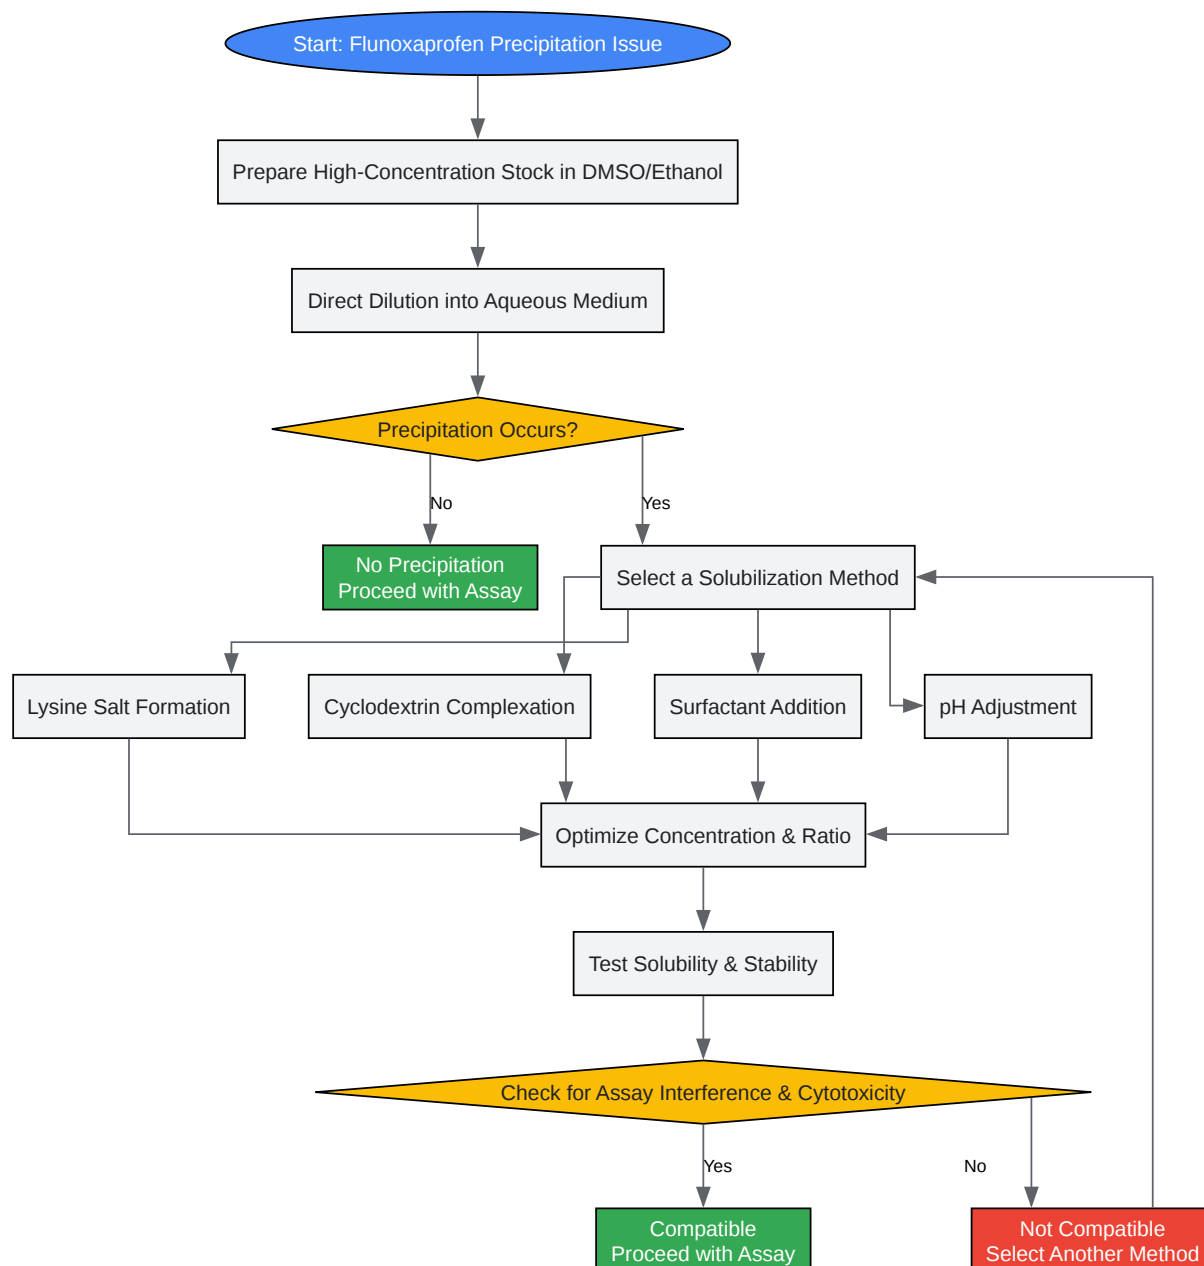 Start: Flunoxaprofen Precipitation Issue
Prepare High-Concentration Stock in DMSO/Ethanol
Direct Dilution into Aqueous Medium
Precipitation Occurs?
No
Yes
No Precipitation
Proceed with Assay
Select a Solubilization Method
Lysine Salt Formation
Cyclodextrin Complexation
Surfactant Addition
pH Adjustment
Optimize Concentration & Ratio
Test Solubility & Stability
Check for Assay Interference & Cytotoxicity
Yes
No
Compatible
Proceed with Assay
Not Compatible
Select Another Method